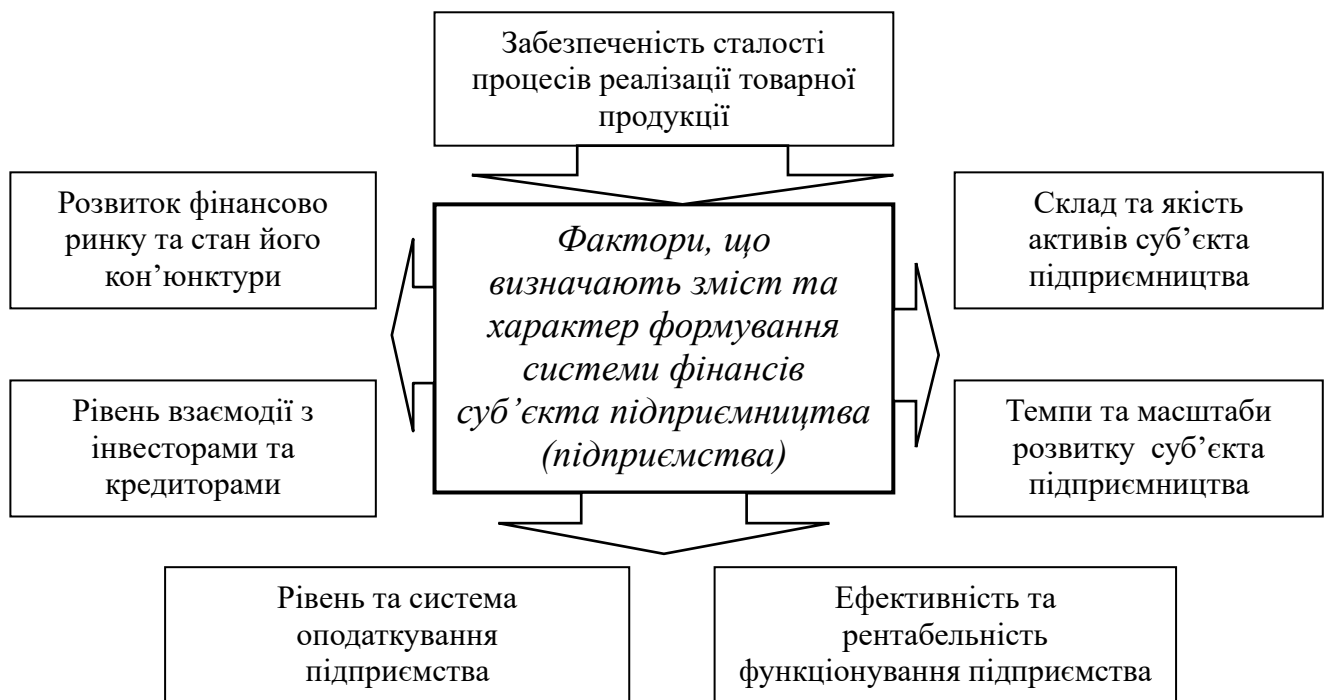 Забезпеченість сталості
процесів реалізації товарної
продукції
Розвиток фінансово
ринку та стан його
кон’юнктури
Склад та якість
активів суб’єкта
підприємництва
Фактори, що
визначають зміст та
характер формування
системи фінансів
суб’єкта підприємництва
(підприємства)
Рівень взаємодії з
інвесторами та
кредиторами
Темпи та масштаби
розвитку суб’єкта
підприємництва
Рівень та система
оподаткування
підприємства
Ефективність та
рентабельність
функціонування підприємства